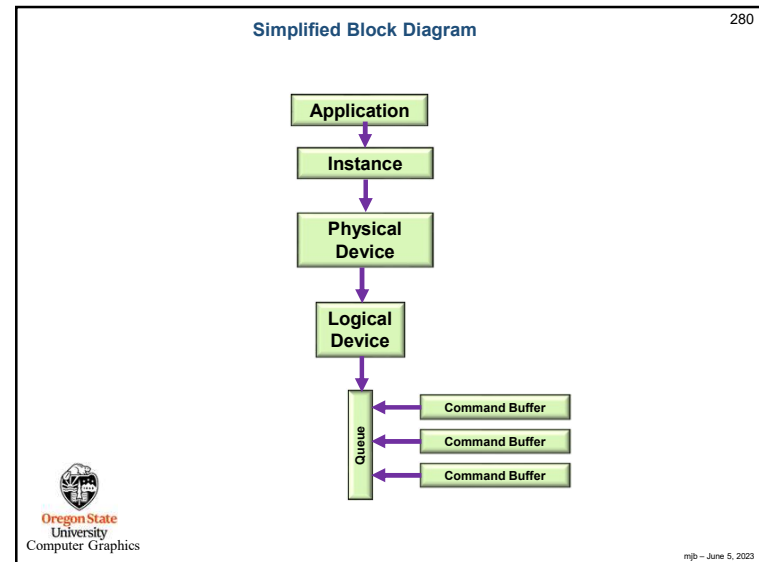 Simplified Block Diagram
280
Application
Instance
Physical
Device
Logical
Device
Queue
Command Buffer
Command Buffer
Command Buffer
Oregon State
University
Computer Graphics
mjb – June 5, 2023